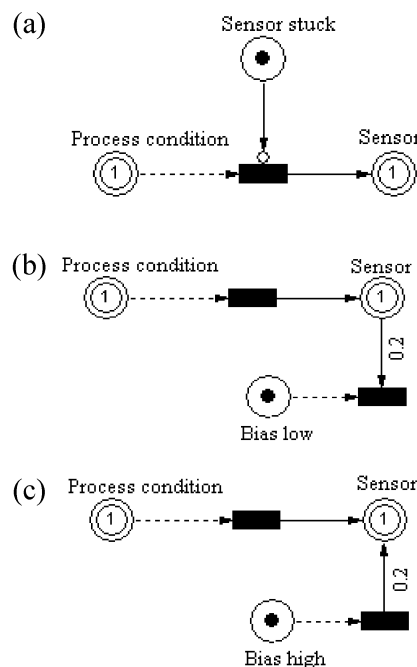 (a)
Sensor stuck
Process condition
Sensor
1
1
(b)
Process condition
Sensor
1
1
0.2
Bias low
(c)
Process condition
Sensor
1
1
0.2
Bias high